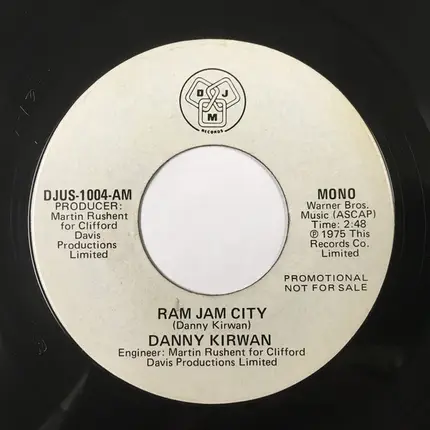 DJM
RECORDS
DJUS-1004-AM
PRODUCER:
Martin Rushent
for Clifford
Davis
Productions
Limited
MONO
Warner Bros.
Music (ASCAP)
Time: 2:48
℗ 1975 This
Records Co.
Limited
PROMOTIONAL
NOT FOR SALE
RAM JAM CITY
(Danny Kirwan)
DANNY KIRWAN
Engineer: Martin Rushent for Clifford
Davis Productions Limited